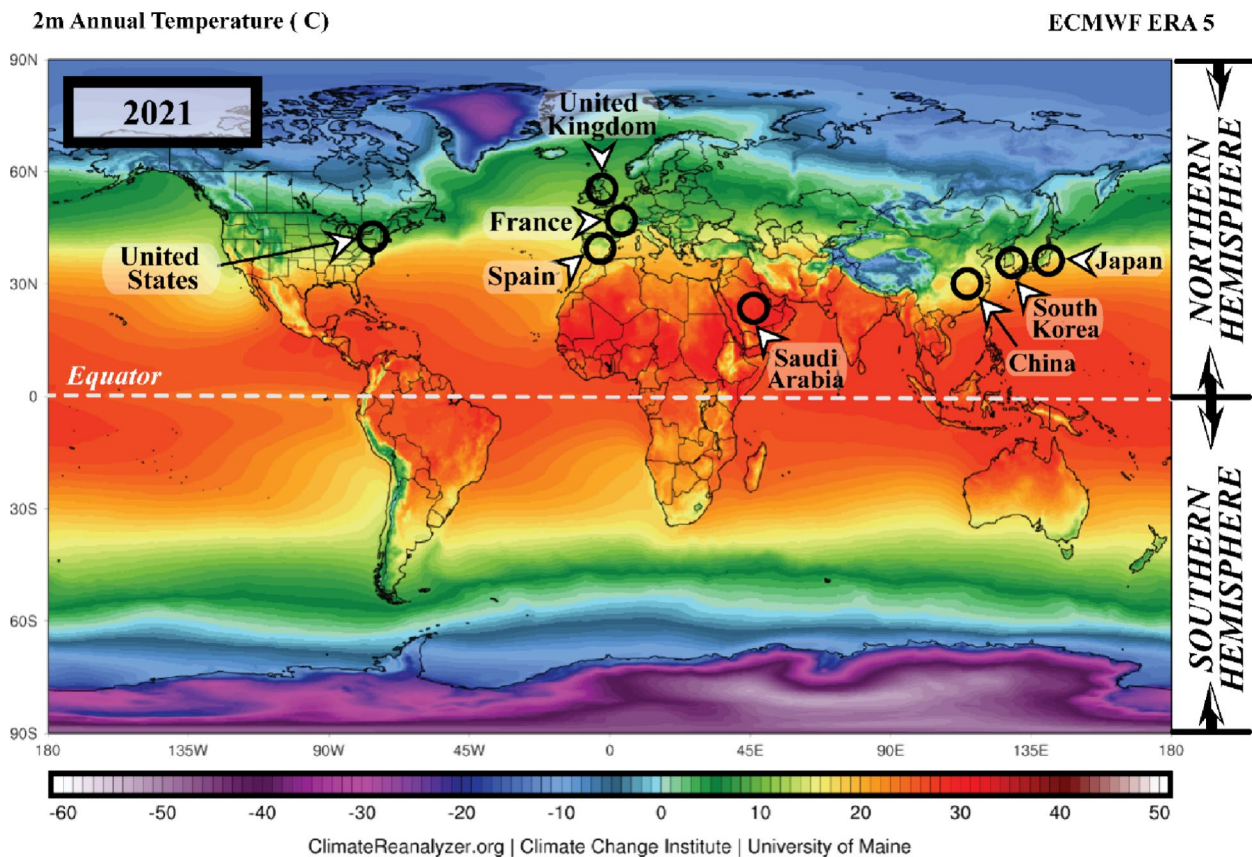 2m Annual Temperature ( C)
ECMWF ERA 5
90N
2021
United
Kingdom
60N
France
United
States
Spain
Japan
30N
South
Korea
Saudi
Arabia
China
Equator
0
30S
60S
90S
NORTHERN
HEMISPHERE
SOUTHERN
HEMISPHERE
180 135W 90W 45W 0 45E 90E 135E 180
-60 -50 -40 -30 -20 -10 0 10 20 30 40 50
ClimateReanalyzer.org | Climate Change Institute | University of Maine